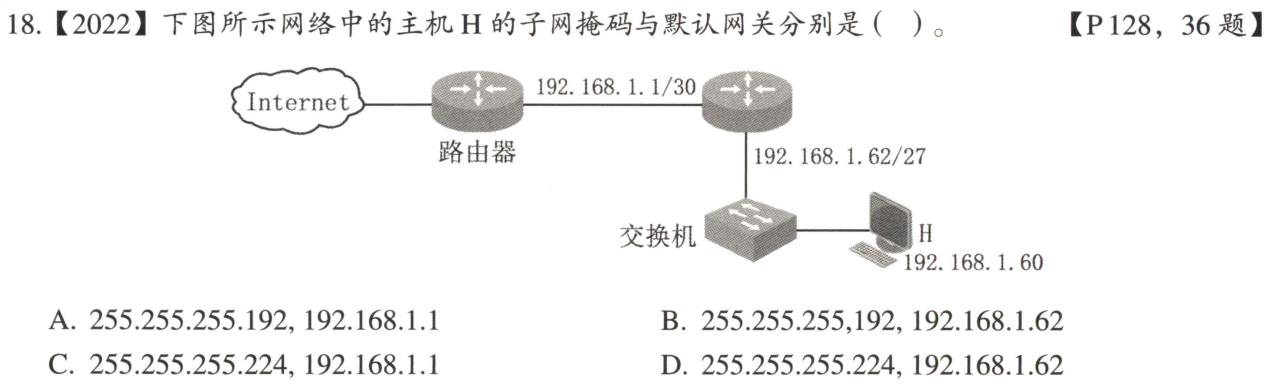 18.【2022】下图所示网络中的主机 H 的子网掩码与默认网关分别是（ ）。 【P128，36 题】
Internet
192. 168. 1. 1/30
路由器
192. 168. 1. 62/27
交换机
H
192. 168. 1. 60
A. 255.255.255.192, 192.168.1.1 B. 255.255.255,192, 192.168.1.62
C. 255.255.255.224, 192.168.1.1 D. 255.255.255.224, 192.168.1.62